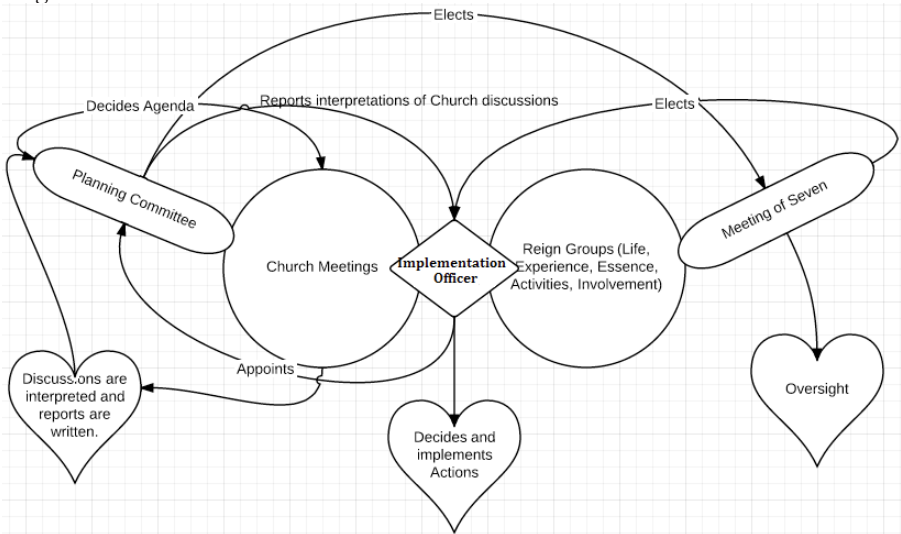 Elects
Decides Agenda
Reports interpretations of Church discussions
Elects
Planning Committee
Meeting of Seven
Church Meetings
Implementation
Officer
Reign Groups (Life,
Experience, Essence,
Activities, Involvement)
Appoints
Discussions are
interpreted and
reports are
written.
Oversight
Decides and
implements
Actions